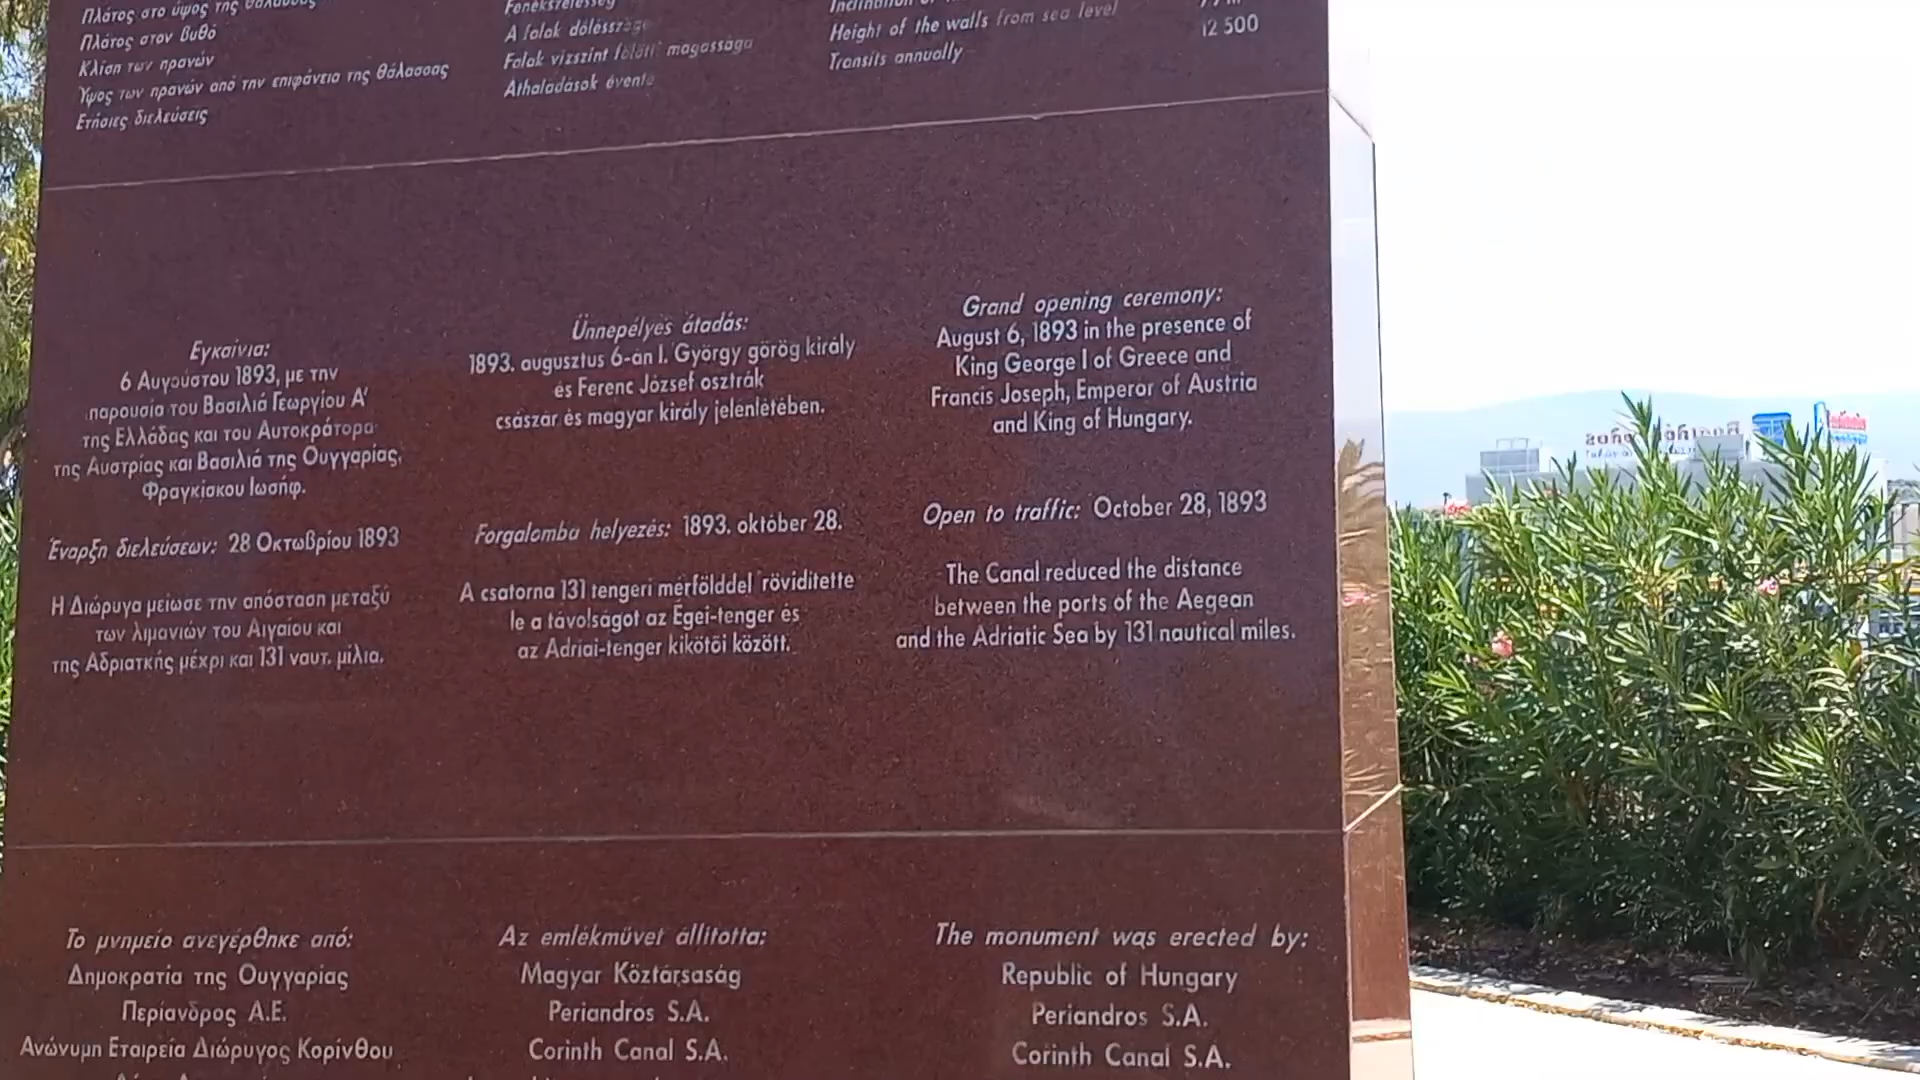 Πλάτος στο ύψος της θάλασσας
Πλάτος στον βυθό
Κλίση των πρανών
Ύψος των πρανών από την επιφάνεια της θάλασσας
Ετήσιες διελεύσεις
Fenékszélesség
A falak dőlésszöge
Falak vízszint fölötti magassága
Áthaladások évente
Height of the walls from sea level
Transits annually
12 500
Εγκαίνια:
6 Αυγούστου 1893, με την
παρουσία του Βασιλιά Γεωργίου Α'
της Ελλάδας και του Αυτοκράτορα
της Αυστρίας και Βασιλιά της Ουγγαρίας,
Φραγκίσκου Ιωσήφ.
Έναρξη διελεύσεων: 28 Οκτωβρίου 1893
Η Διώρυγα μείωσε την απόσταση μεταξύ
των λιμανιών του Αιγαίου και
της Αδριατκής μέχρι και 131 ναυτ. μίλια.
Ünnepélyes átadás:
1893. augusztus 6-án I. György görög király
és Ferenc József osztrák
császár és magyar király jelenlétében.
Forgalomba helyezés: 1893. október 28.
A csatorna 131 tengeri mérfölddel rövidítette
le a távolságot az Égei-tenger és
az Adriai-tenger kikötői között.
Grand opening ceremony:
August 6, 1893 in the presence of
King George I of Greece and
Francis Joseph, Emperor of Austria
and King of Hungary.
Open to traffic: October 28, 1893
The Canal reduced the distance
between the ports of the Aegean
and the Adriatic Sea by 131 nautical miles.
Το μνημείο ανεγέρθηκε από:
Δημοκρατία της Ουγγαρίας
Περίανδρος Α.Ε.
Ανώνυμη Εταιρεία Διώρυγος Κορίνθου
Az emlékművet állította:
Magyar Köztársaság
Periandros S.A.
Corinth Canal S.A.
The monument was erected by:
Republic of Hungary
Periandros S.A.
Corinth Canal S.A.